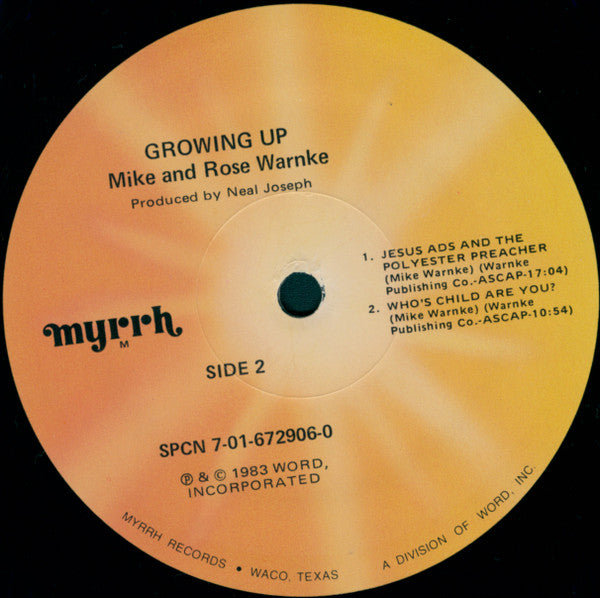 GROWING UP
Mike and Rose Warnke
Produced by Neal Joseph
1. JESUS ADS AND THE
POLYESTER PREACHER
(Mike Warnke) (Warnke
Publishing Co.-ASCAP-17:04)
2. WHO'S CHILD ARE YOU?
(Mike Warnke) (Warnke
Publishing Co.-ASCAP-10:54)
myrrh
M
SIDE 2
SPCN 7-01-672906-0
℗ & © 1983 WORD,
INCORPORATED
MYRRH RECORDS • WACO, TEXAS
A DIVISION OF WORD, INC.